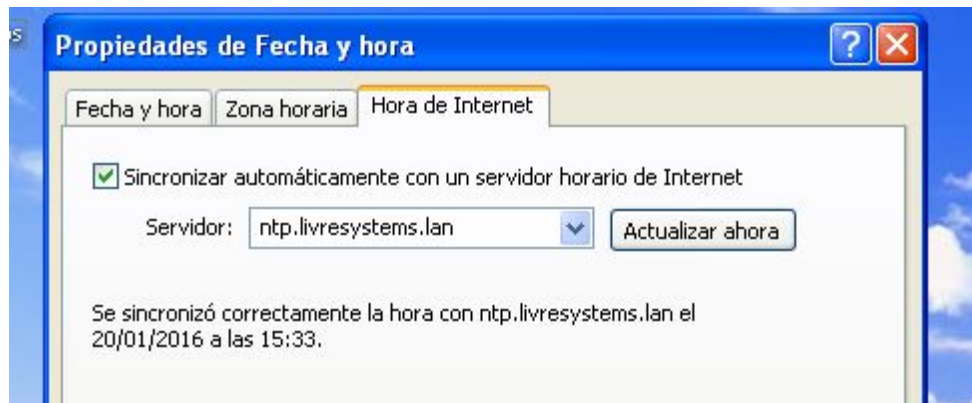 Propiedades de Fecha y hora
Fecha y hora Zona horaria Hora de Internet
Sincronizar automáticamente con un servidor horario de Internet
Servidor: ntp.livresystems.lan Actualizar ahora
Se sincronizó correctamente la hora con ntp.livresystems.lan el
20/01/2016 a las 15:33.